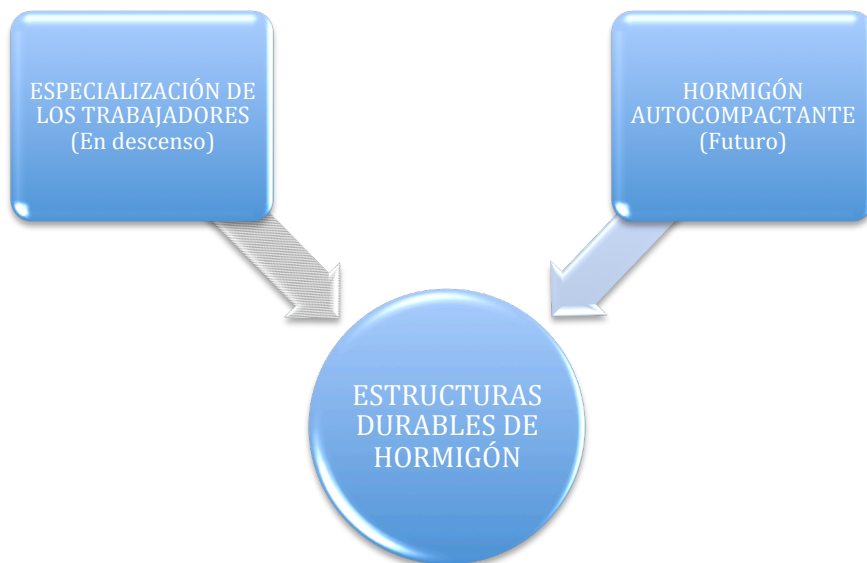 ESPECIALIZACIÓN DE
LOS TRABAJADORES
(En descenso)
HORMIGÓN
AUTOCOMPACTANTE
(Futuro)
ESTRUCTURAS
DURABLES DE
HORMIGÓN